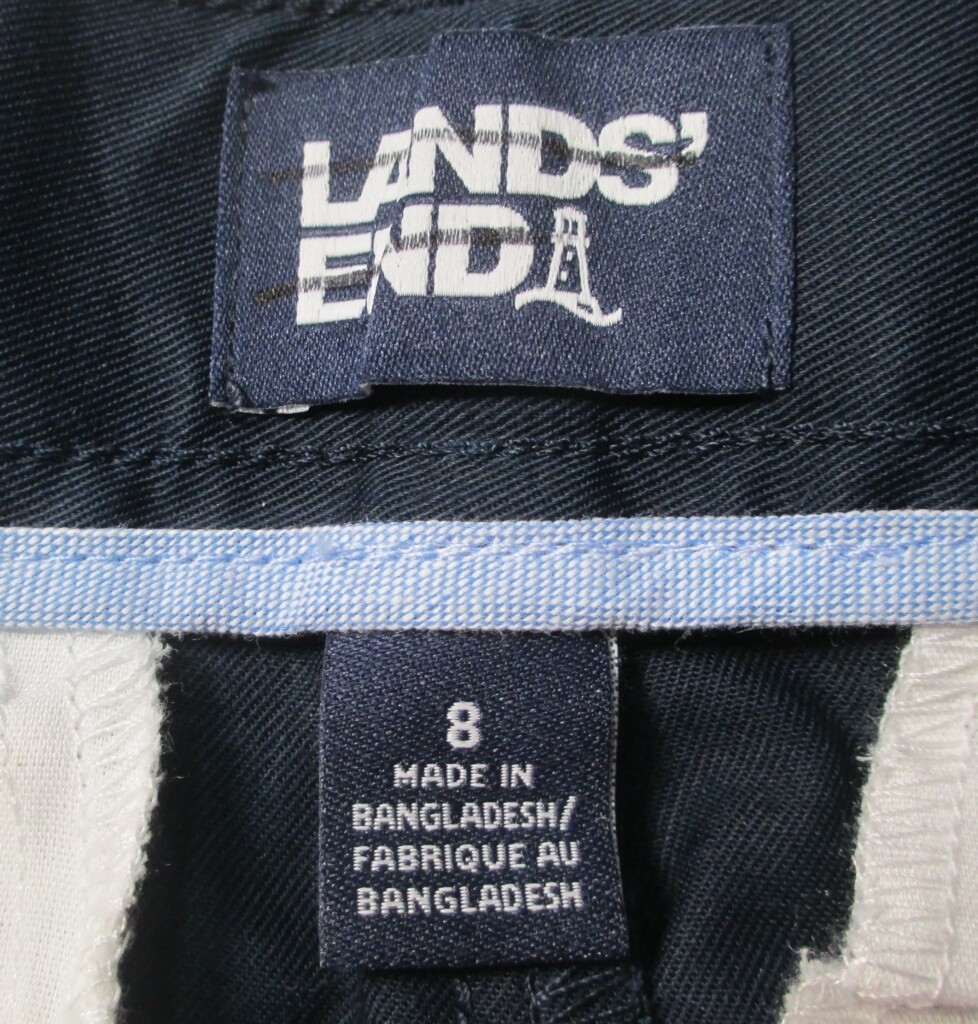 LANDS'
END
8
MADE IN
BANGLADESH/
FABRIQUE AU
BANGLADESH